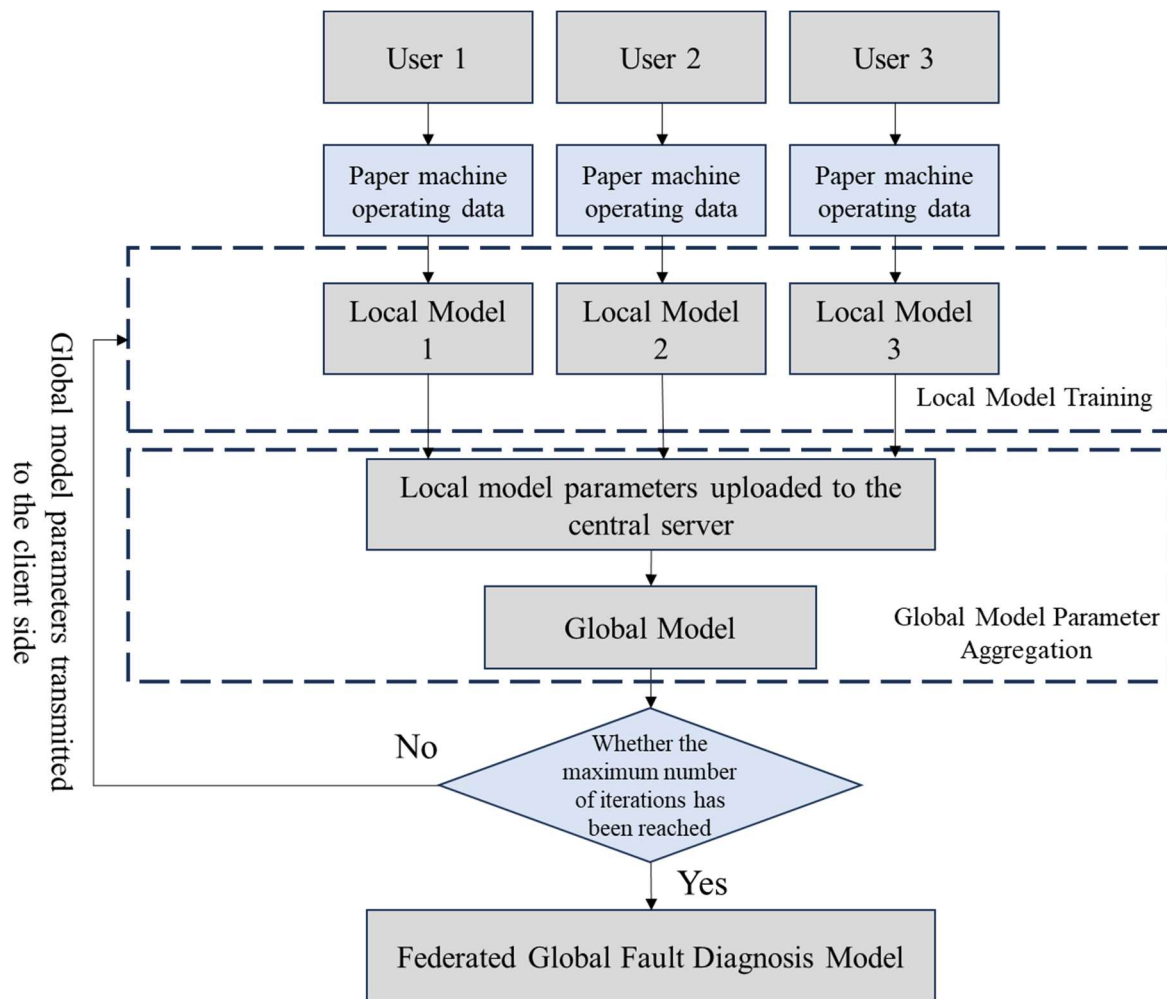 User 1
User 2
User 3
Paper machine
operating data
Paper machine
operating data
Paper machine
operating data
Local Model
1
Local Model
2
Local Model
3
Local Model Training
Global model parameters transmitted
to the client side
Local model parameters uploaded to the
central server
Global Model
Global Model Parameter
Aggregation
Whether the
maximum number
of iterations has
been reached
No
Yes
Federated Global Fault Diagnosis Model